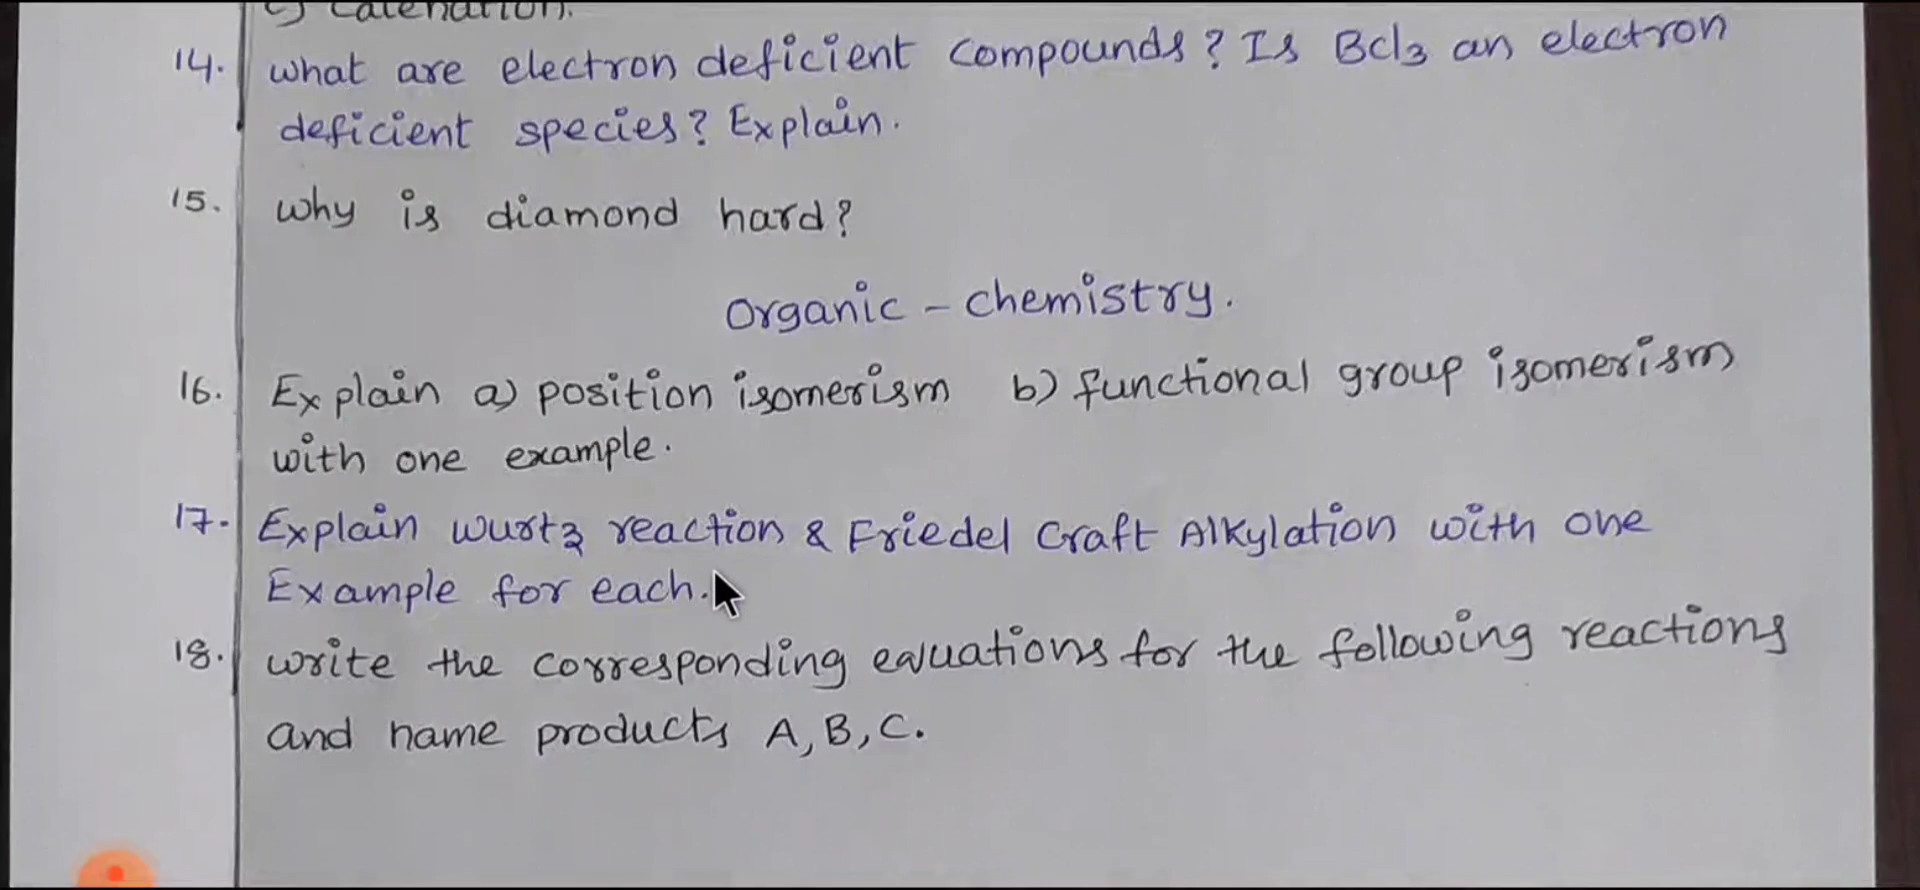 c) Catenation.
14. what are electron deficient compounds? Is Bcl3 an electron
deficient species? Explain.
15. why is diamond hard?
Organic - chemistry.
16. Explain a) position isomerism b) functional group isomerism
with one example.
17. Explain wurtz reaction & Friedel Craft Alkylation with one
Example for each.
18. write the corresponding equations for the following reactions
and name products A, B, C.